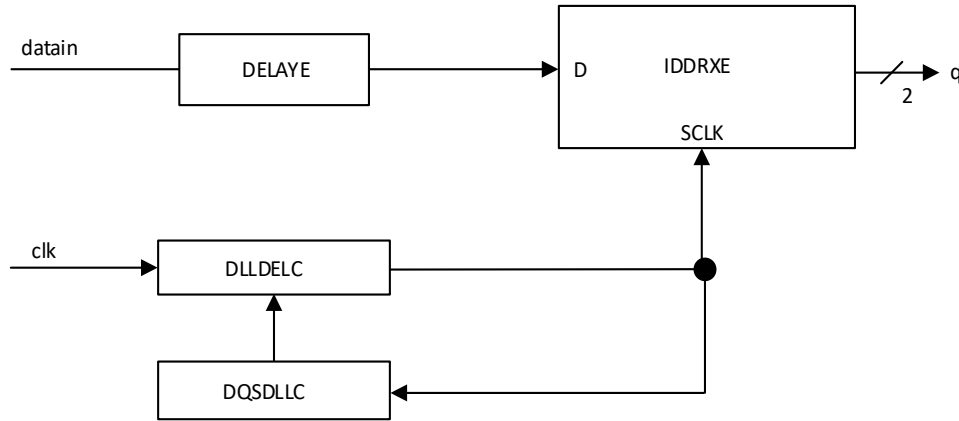 datain
DELAYE
D
IDDRXE
q
2
SCLK
clk
DLLDELC
DQSDLLC